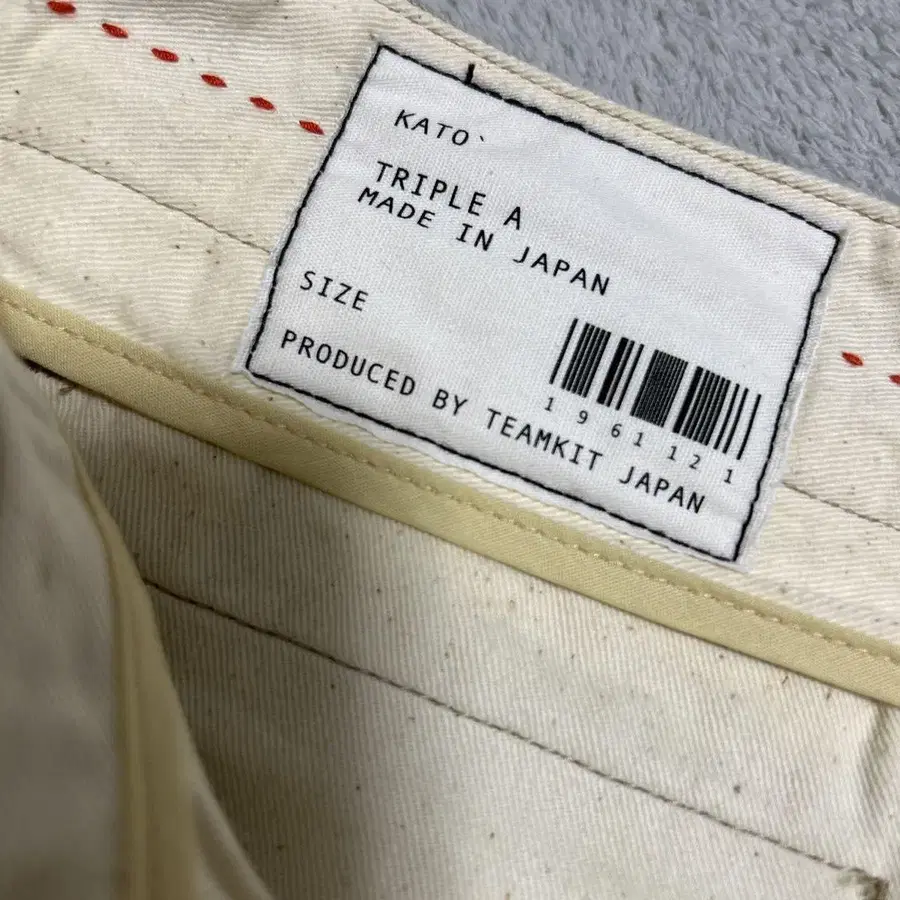 KATO`
TRIPLE A
MADE IN JAPAN
SIZE
1 9 61 12 1
PRODUCED BY TEAMKIT JAPAN